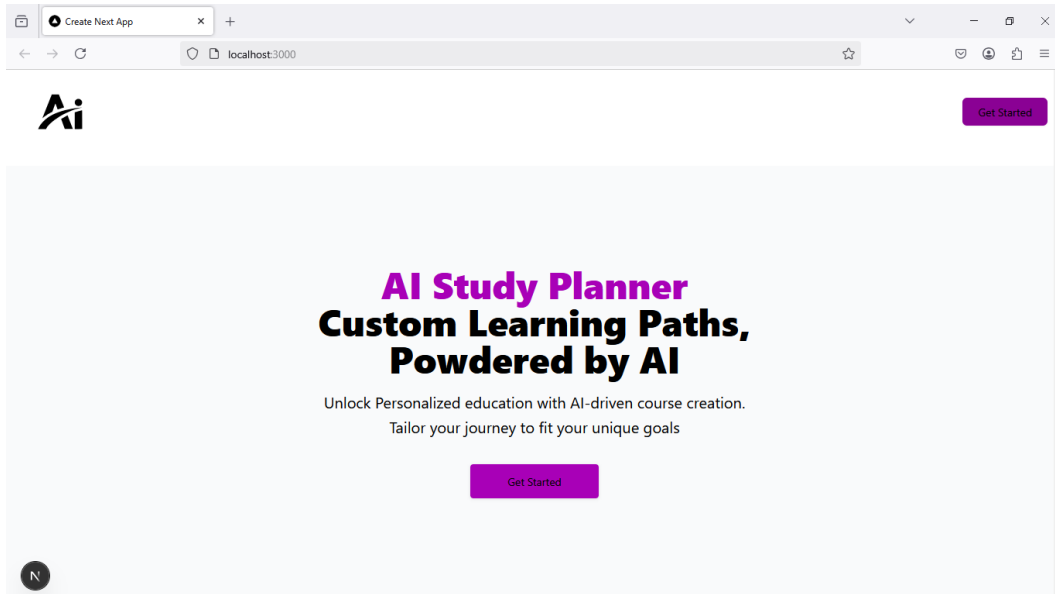 Create Next App
localhost:3000
Ai
Get Started
AI Study Planner
Custom Learning Paths,
Powdered by AI
Unlock Personalized education with AI-driven course creation.
Tailor your journey to fit your unique goals
Get Started
N